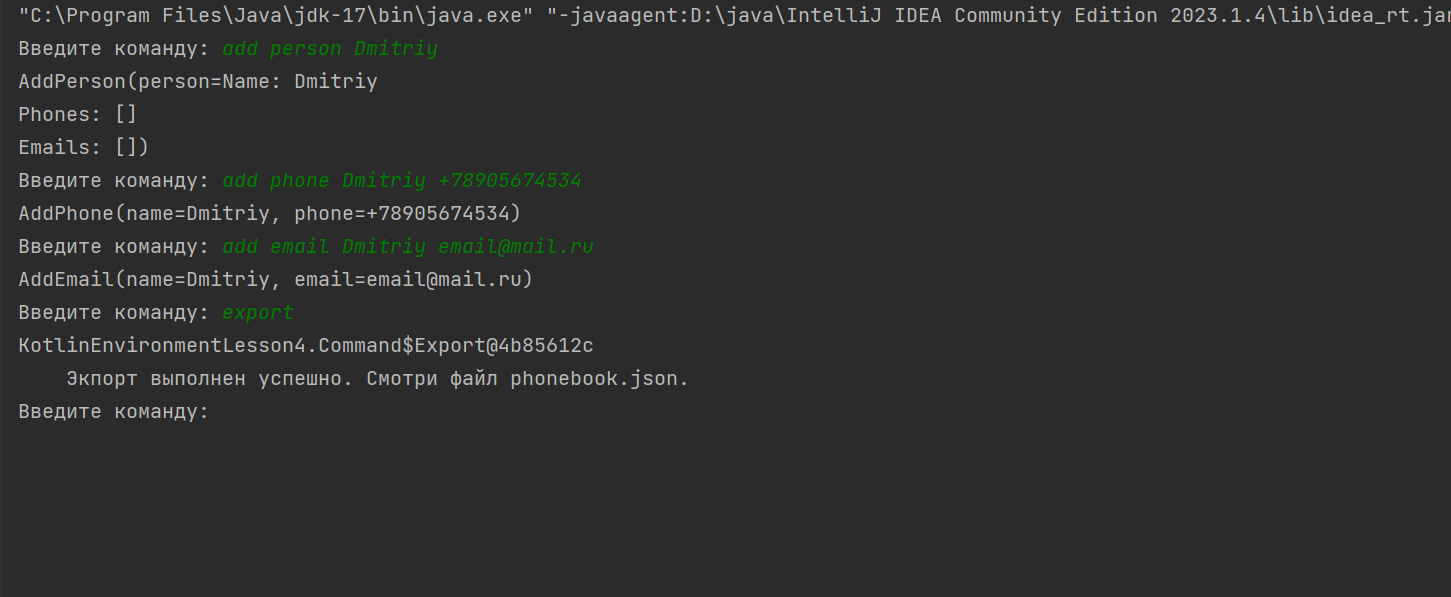 "C:\Program Files\Java\jdk-17\bin\java.exe" "-javaagent:D:\java\IntelliJ IDEA Community Edition 2023.1.4\lib\idea_rt.jar
Введите команду: add person Dmitriy
AddPerson(person=Name: Dmitriy
Phones: []
Emails: [])
Введите команду: add phone Dmitriy +78905674534
AddPhone(name=Dmitriy, phone=+78905674534)
Введите команду: add email Dmitriy email@mail.ru
AddEmail(name=Dmitriy, email=email@mail.ru)
Введите команду: export
KotlinEnvironmentLesson4.Command$Export@4b85612c
Экпорт выполнен успешно. Смотри файл phonebook.json.
Введите команду: